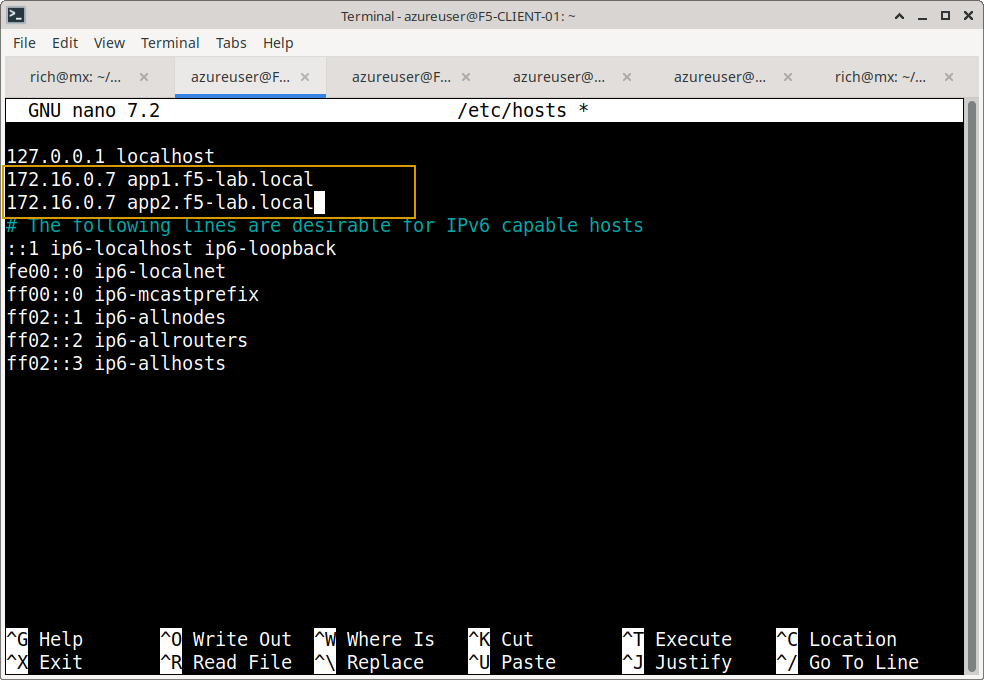 Terminal - azureuser@F5-CLIENT-01: ~
File Edit View Terminal Tabs Help
rich@mx: ~/... azureuser@F... azureuser@F... azureuser@... azureuser@... rich@mx: ~/...
GNU nano 7.2 /etc/hosts *
127.0.0.1 localhost
172.16.0.7 app1.f5-lab.local
172.16.0.7 app2.f5-lab.local
# The following lines are desirable for IPv6 capable hosts
::1 ip6-localhost ip6-loopback
fe00::0 ip6-localnet
ff00::0 ip6-mcastprefix
ff02::1 ip6-allnodes
ff02::2 ip6-allrouters
ff02::3 ip6-allhosts
^G Help ^O Write Out ^W Where Is ^K Cut ^T Execute ^C Location
^X Exit ^R Read File ^\ Replace ^U Paste ^J Justify ^/ Go To Line